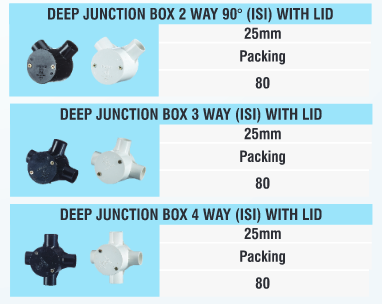 DEEP JUNCTION BOX 2 WAY 90° (ISI) WITH LID
25mm
Packing
80
DEEP JUNCTION BOX 3 WAY (ISI) WITH LID
25mm
Packing
80
DEEP JUNCTION BOX 4 WAY (ISI) WITH LID
25mm
Packing
80